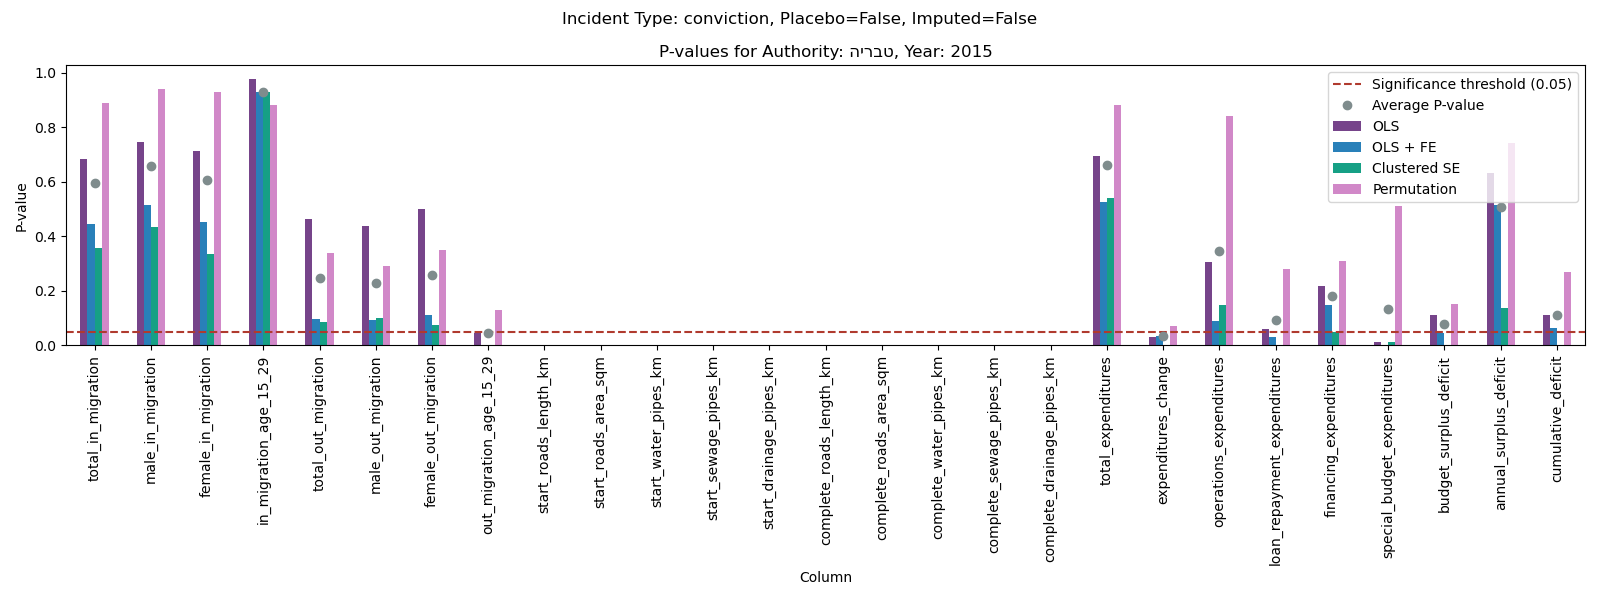 Incident Type: conviction, Placebo=False, Imputed=False
P-values for Authority: טבריה, Year: 2015
P-value
1.0
0.8
0.6
0.4
0.2
0.0
Significance threshold (0.05)
Average P-value
OLS
OLS + FE
Clustered SE
Permutation
total_in_migration
male_in_migration
female_in_migration
in_migration_age_15_29
total_out_migration
male_out_migration
female_out_migration
out_migration_age_15_29
start_roads_length_km
start_roads_area_sqm
start_water_pipes_km
start_sewage_pipes_km
start_drainage_pipes_km
complete_roads_length_km
complete_roads_area_sqm
complete_water_pipes_km
complete_sewage_pipes_km
complete_drainage_pipes_km
total_expenditures
expenditures_change
operations_expenditures
loan_repayment_expenditures
financing_expenditures
special_budget_expenditures
budget_surplus_deficit
annual_surplus_deficit
cumulative_deficit
Column